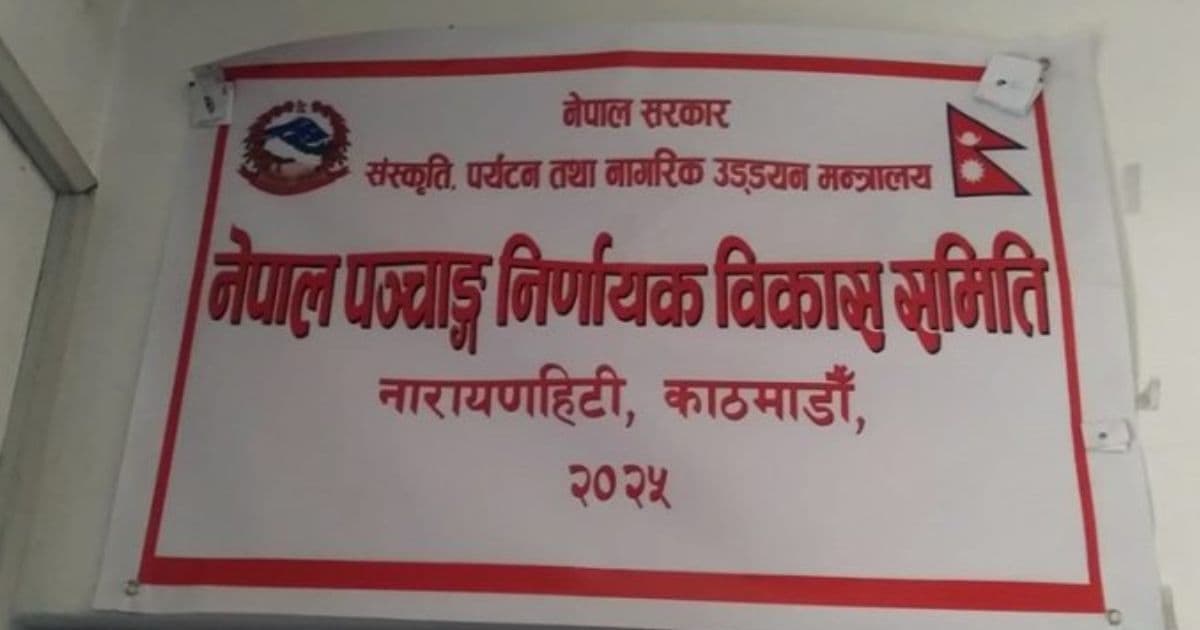 नेपाल सरकार
संस्कृति, पर्यटन तथा नागरिक उड्डयन मन्त्रालय
नेपाल पञ्चाङ्ग निर्णायक विकास समिति
नारायणहिटी, काठमाडौँ,
२०२५